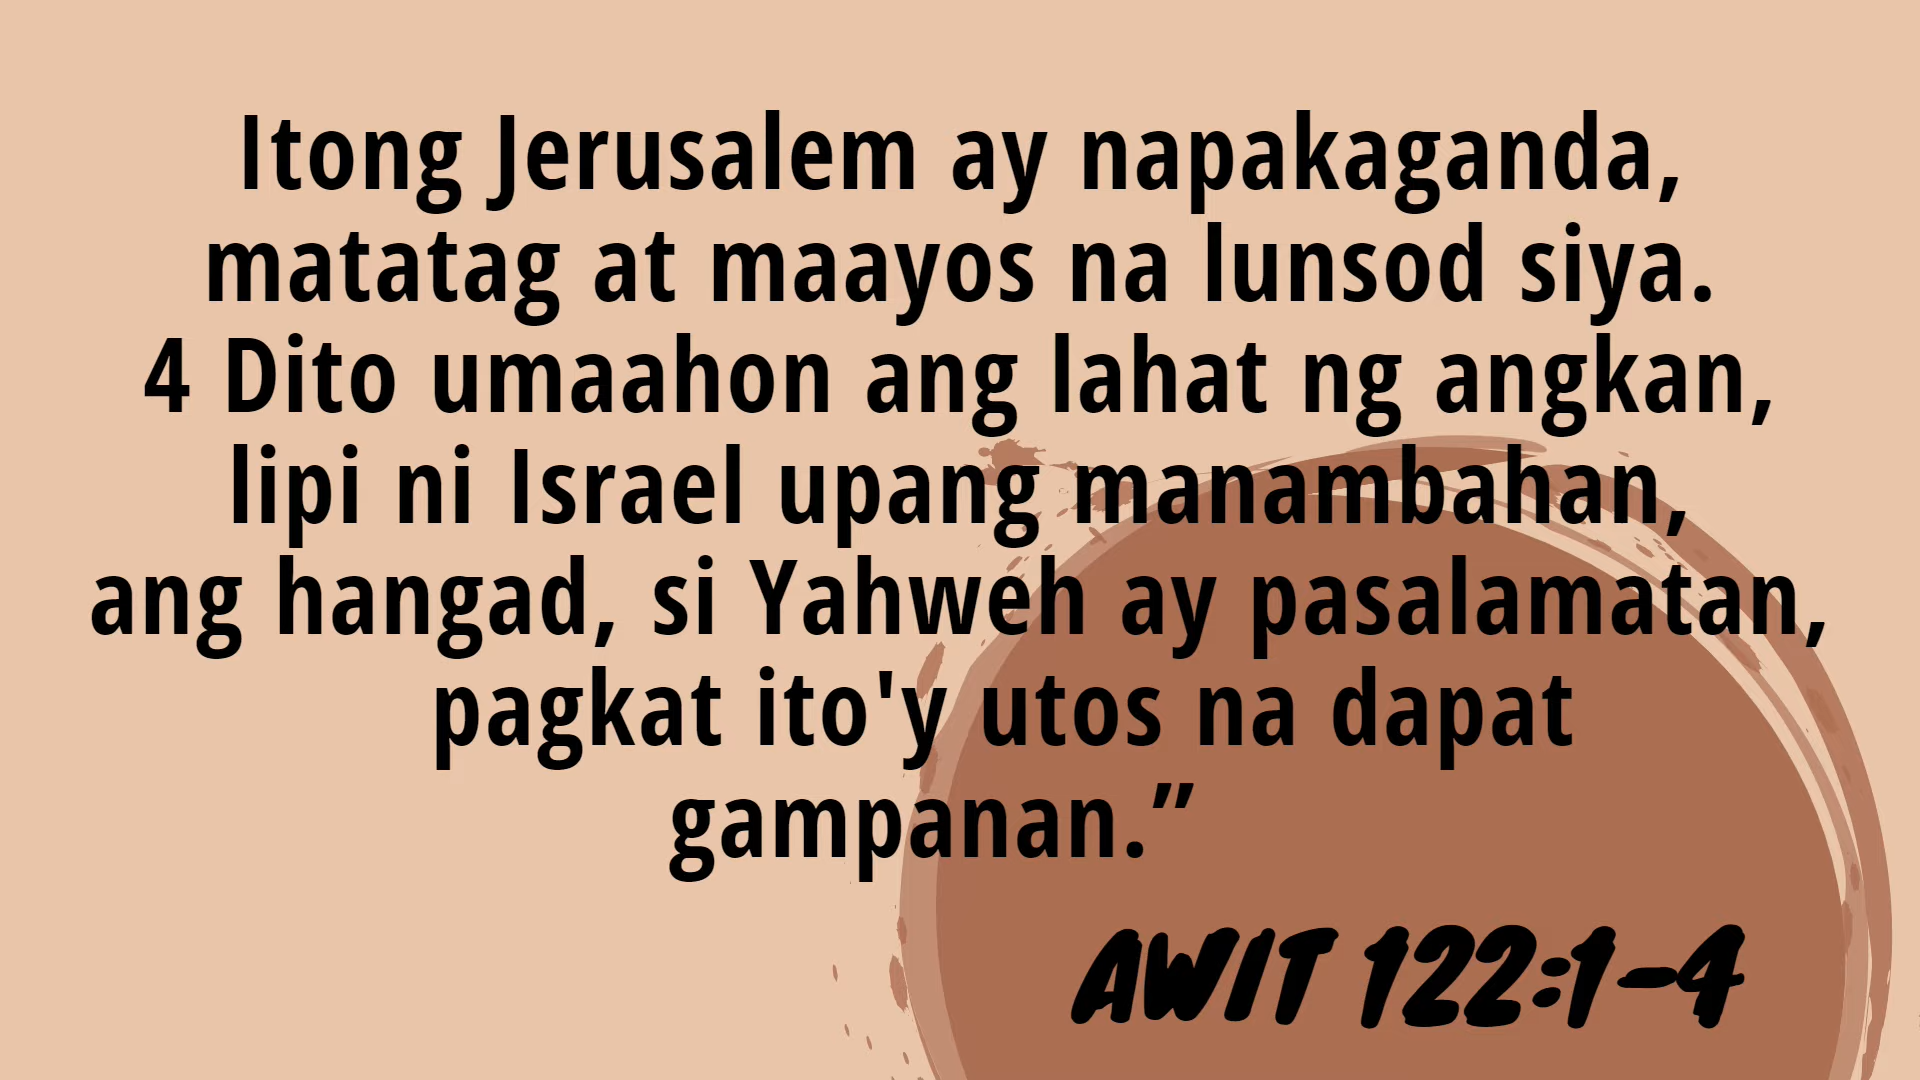 Itong Jerusalem ay napakaganda,
matatag at maayos na lunsod siya.
4 Dito umaahon ang lahat ng angkan,
lipi ni Israel upang manambahan,
ang hangad, si Yahweh ay pasalamatan,
pagkat ito'y utos na dapat
gampanan.”
AWIT 122:1-4